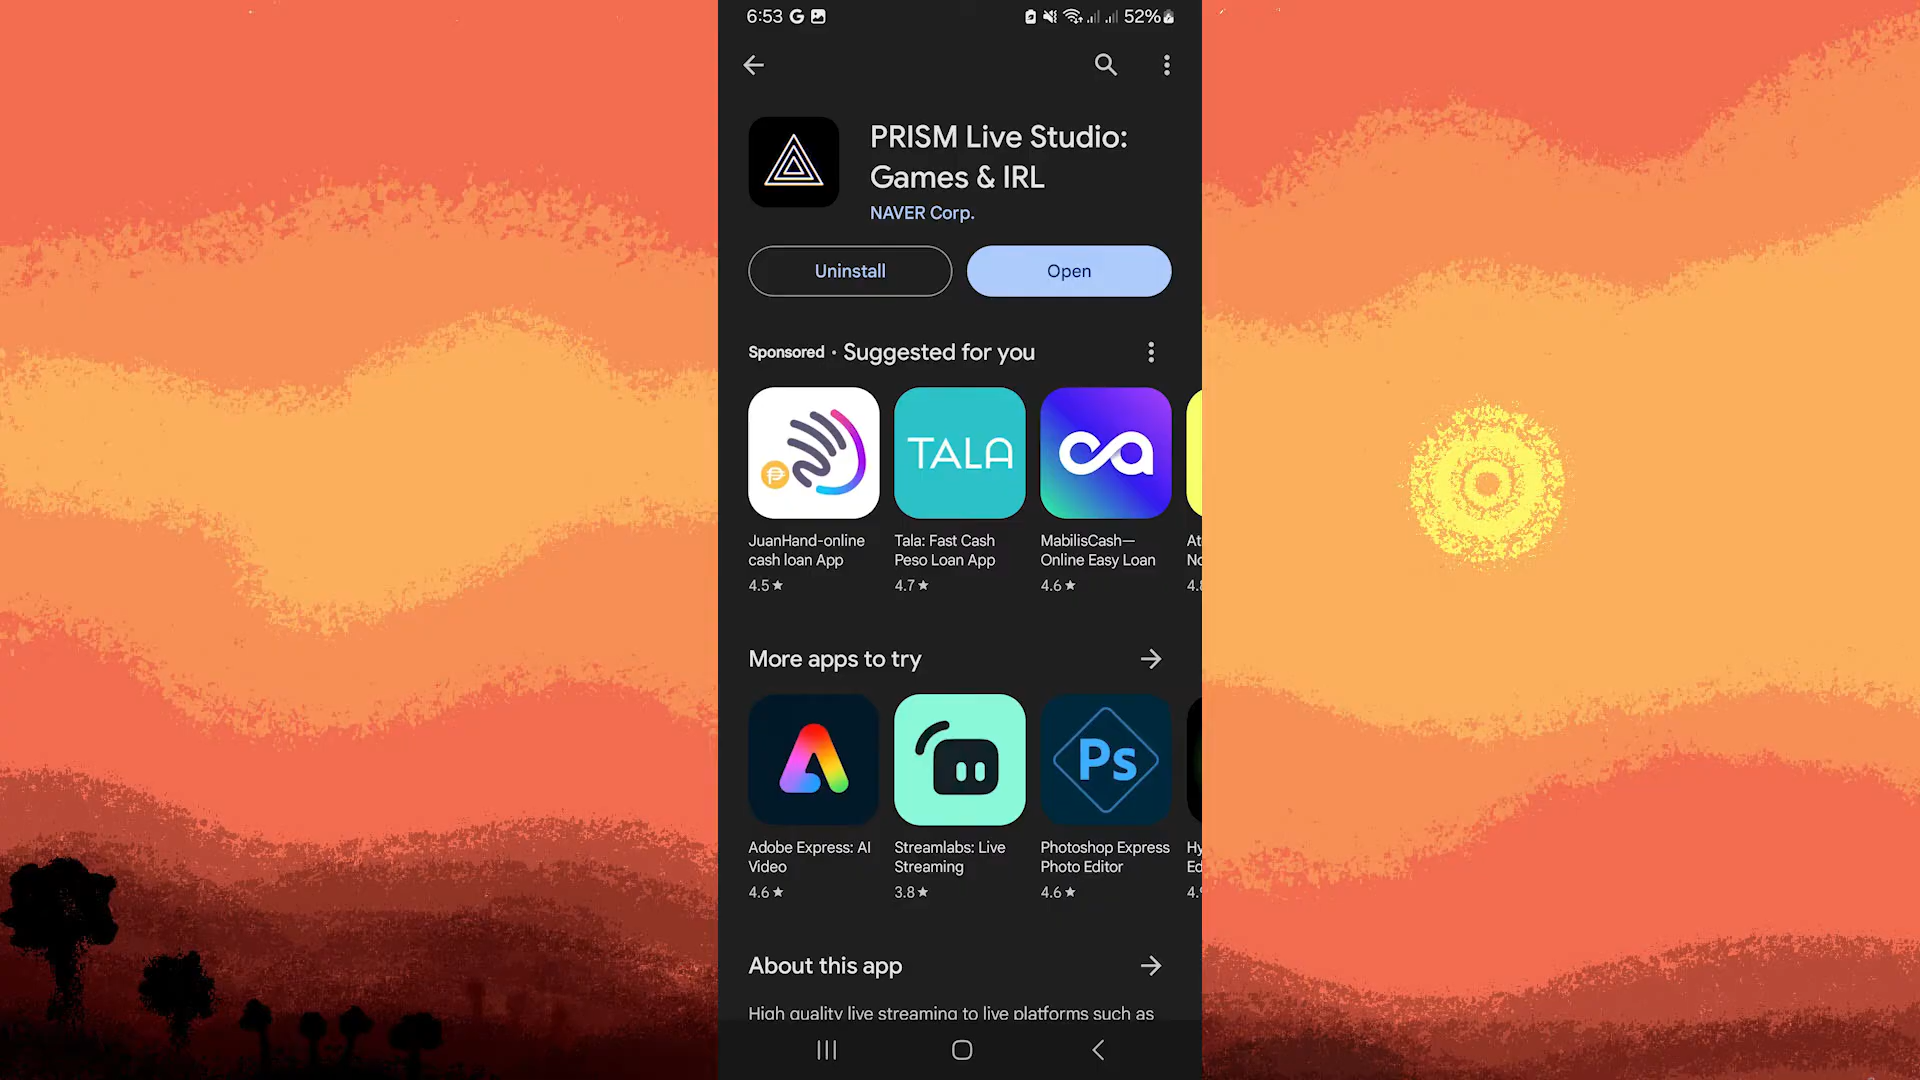 6:53
52%
PRISM Live Studio:
Games & IRL
NAVER Corp.
Uninstall
Open
Sponsored · Suggested for you
TALA
JuanHand-online
cash loan App
4.5★
Tala: Fast Cash
Peso Loan App
4.7★
MabilisCash—
Online Easy Loan
4.6★
At
More apps to try
Ps
Adobe Express: AI
Video
4.6★
Streamlabs: Live
Streaming
3.8★
Photoshop Express
Photo Editor
4.6★
Hy
About this app
High quality live streaming to live platforms such as